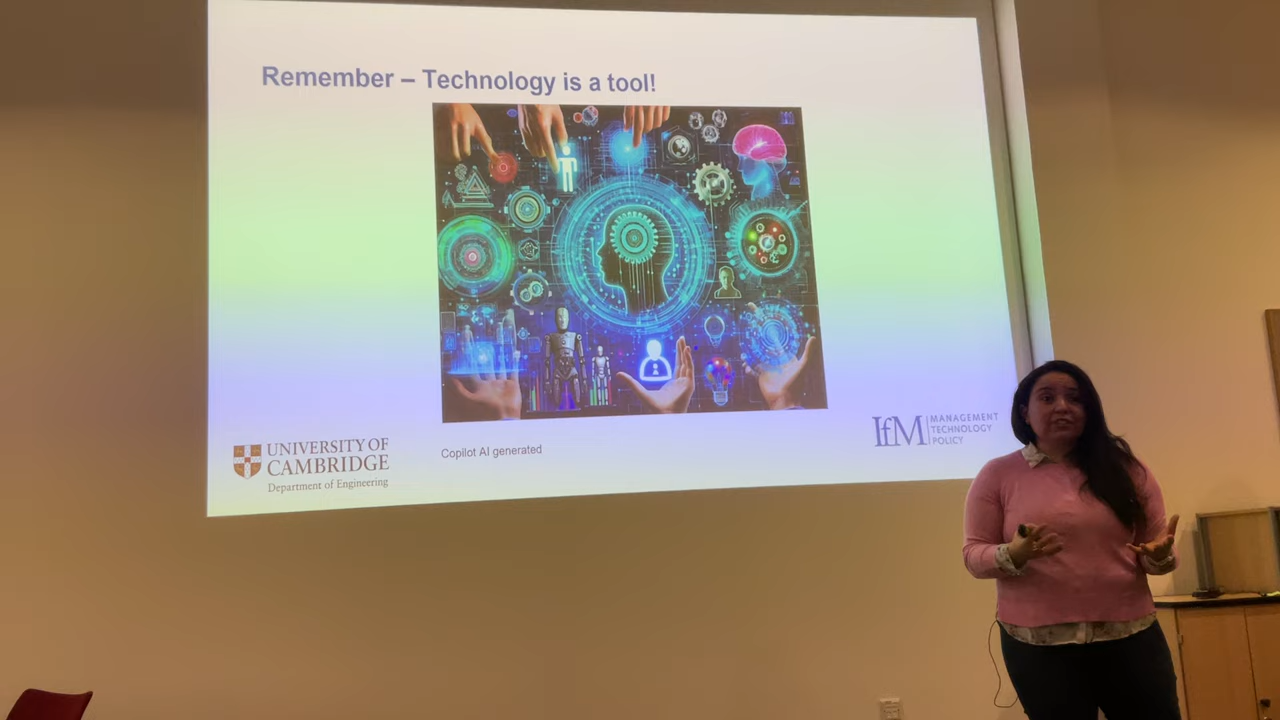 Remember – Technology is a tool!
UNIVERSITY OF
CAMBRIDGE
Department of Engineering
Copilot AI generated
IfM
MANAGEMENT
TECHNOLOGY
POLICY